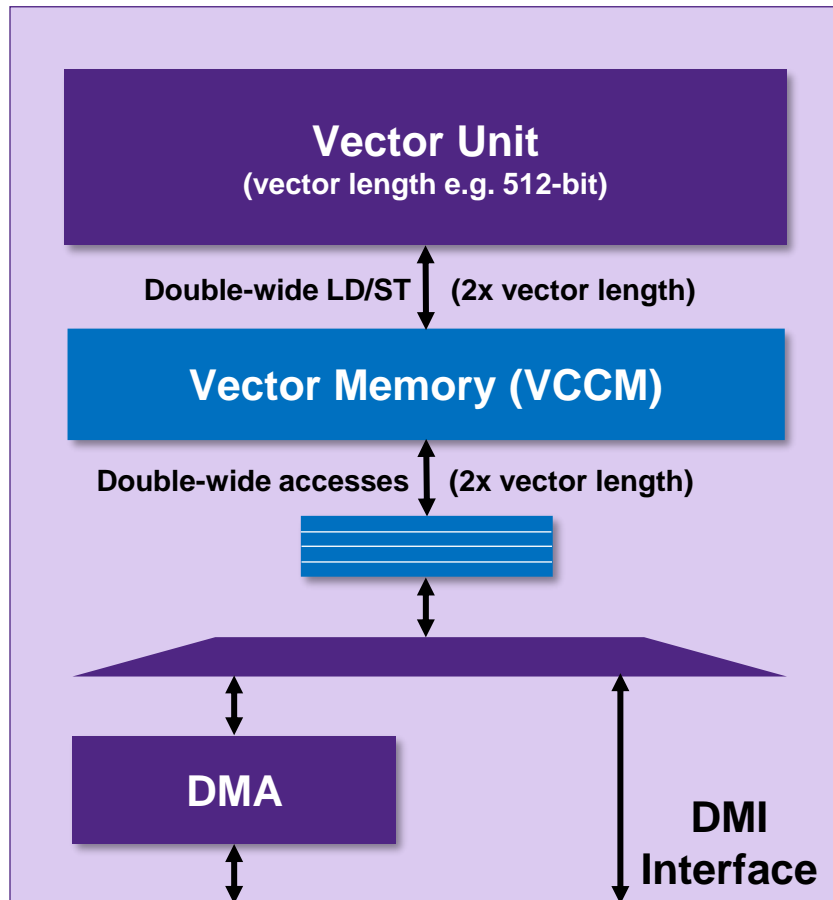 Vector Unit
(vector length e.g. 512-bit)
Double-wide LD/ST (2x vector length)
Vector Memory (VCCM)
Double-wide accesses (2x vector length)
DMA
DMI
Interface